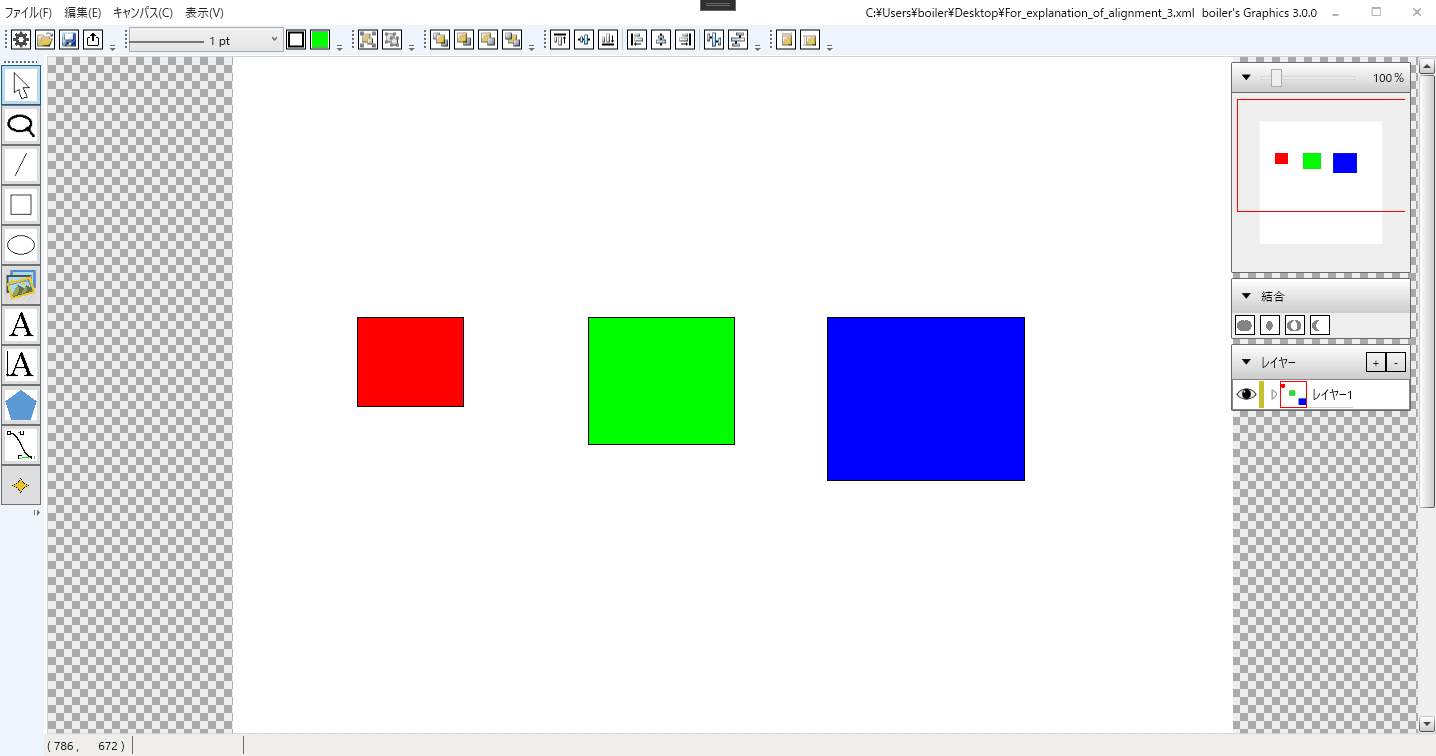 ファイル(F) 編集(E) キャンパス(C) 表示(V)
C:¥Users¥boiler¥Desktop¥For_explanation_of_alignment_3.xml boiler's Graphics 3.0.0
1 pt
100 %
結合
レイヤー
+ -
レイヤー1
A
A
( 786 , 672 )